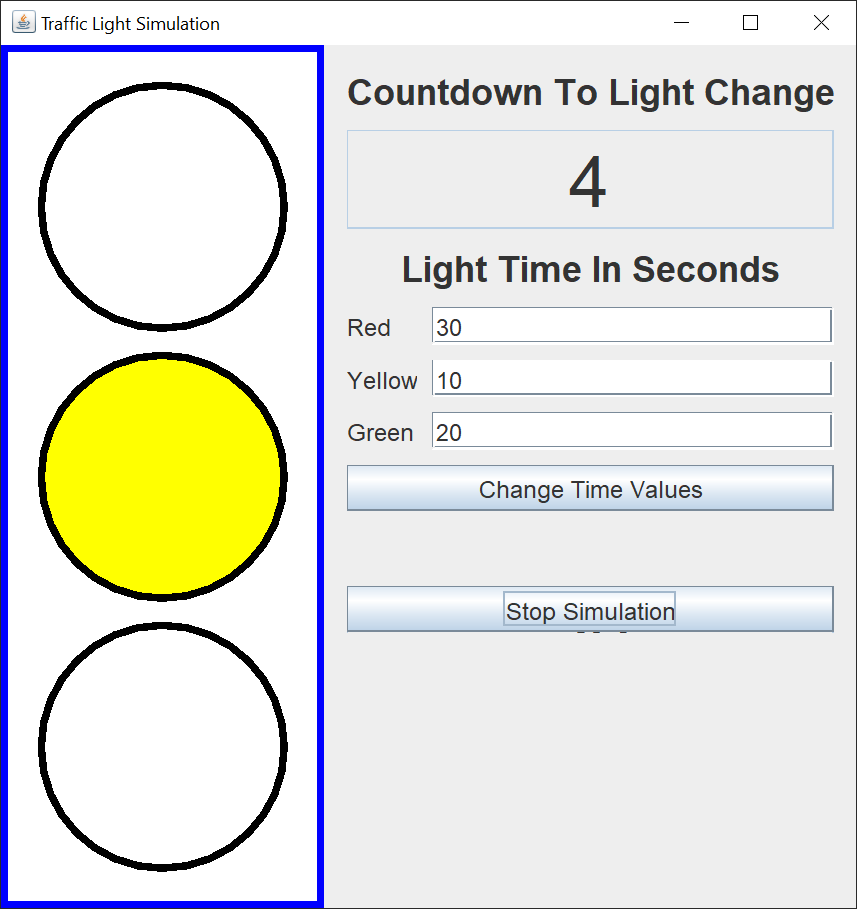 Traffic Light Simulation
Countdown To Light Change
4
Light Time In Seconds
Red 30
Yellow 10
Green 20
Change Time Values
Stop Simulation